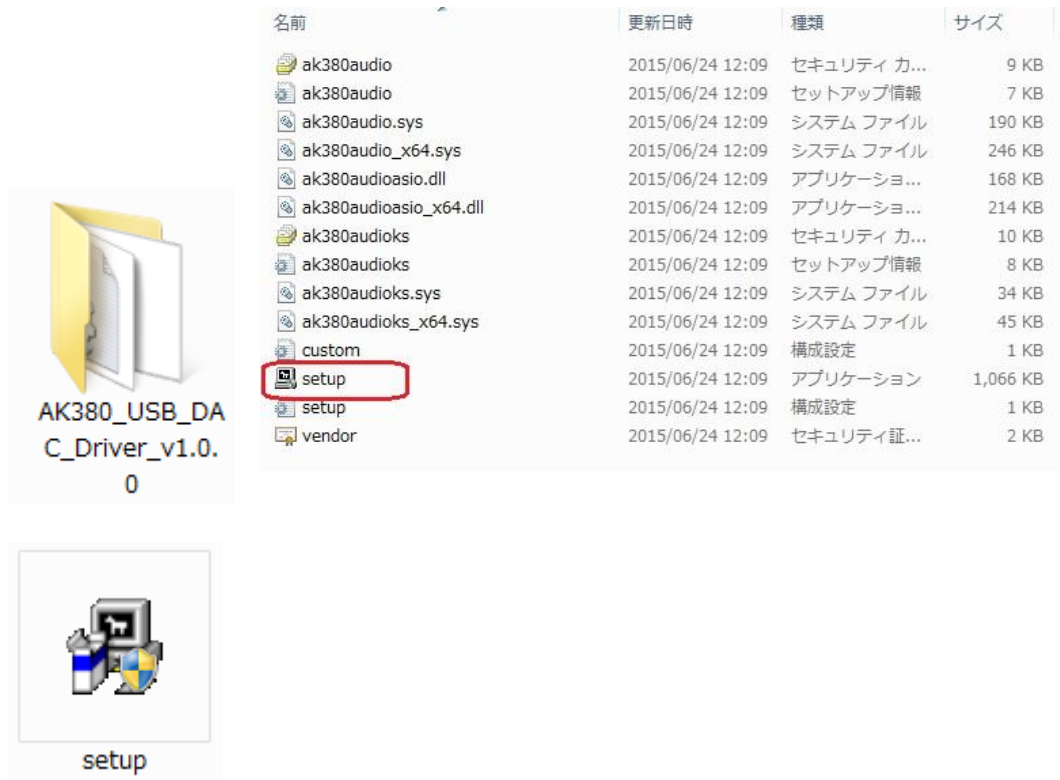 名前 更新日時 種類 サイズ
ak380audio 2015/06/24 12:09 セキュリティ カ... 9 KB
ak380audio 2015/06/24 12:09 セットアップ情報 7 KB
ak380audio.sys 2015/06/24 12:09 システム ファイル 190 KB
ak380audio_x64.sys 2015/06/24 12:09 システム ファイル 246 KB
ak380audioasio.dll 2015/06/24 12:09 アプリケーショ... 168 KB
ak380audioasio_x64.dll 2015/06/24 12:09 アプリケーショ... 214 KB
ak380audioks 2015/06/24 12:09 セキュリティ カ... 10 KB
ak380audioks 2015/06/24 12:09 セットアップ情報 8 KB
ak380audioks.sys 2015/06/24 12:09 システム ファイル 34 KB
ak380audioks_x64.sys 2015/06/24 12:09 システム ファイル 45 KB
custom 2015/06/24 12:09 構成設定 1 KB
setup 2015/06/24 12:09 アプリケーション 1,066 KB
setup 2015/06/24 12:09 構成設定 1 KB
vendor 2015/06/24 12:09 セキュリティ証... 2 KB
AK380_USB_DA
C_Driver_v1.0.
0
setup